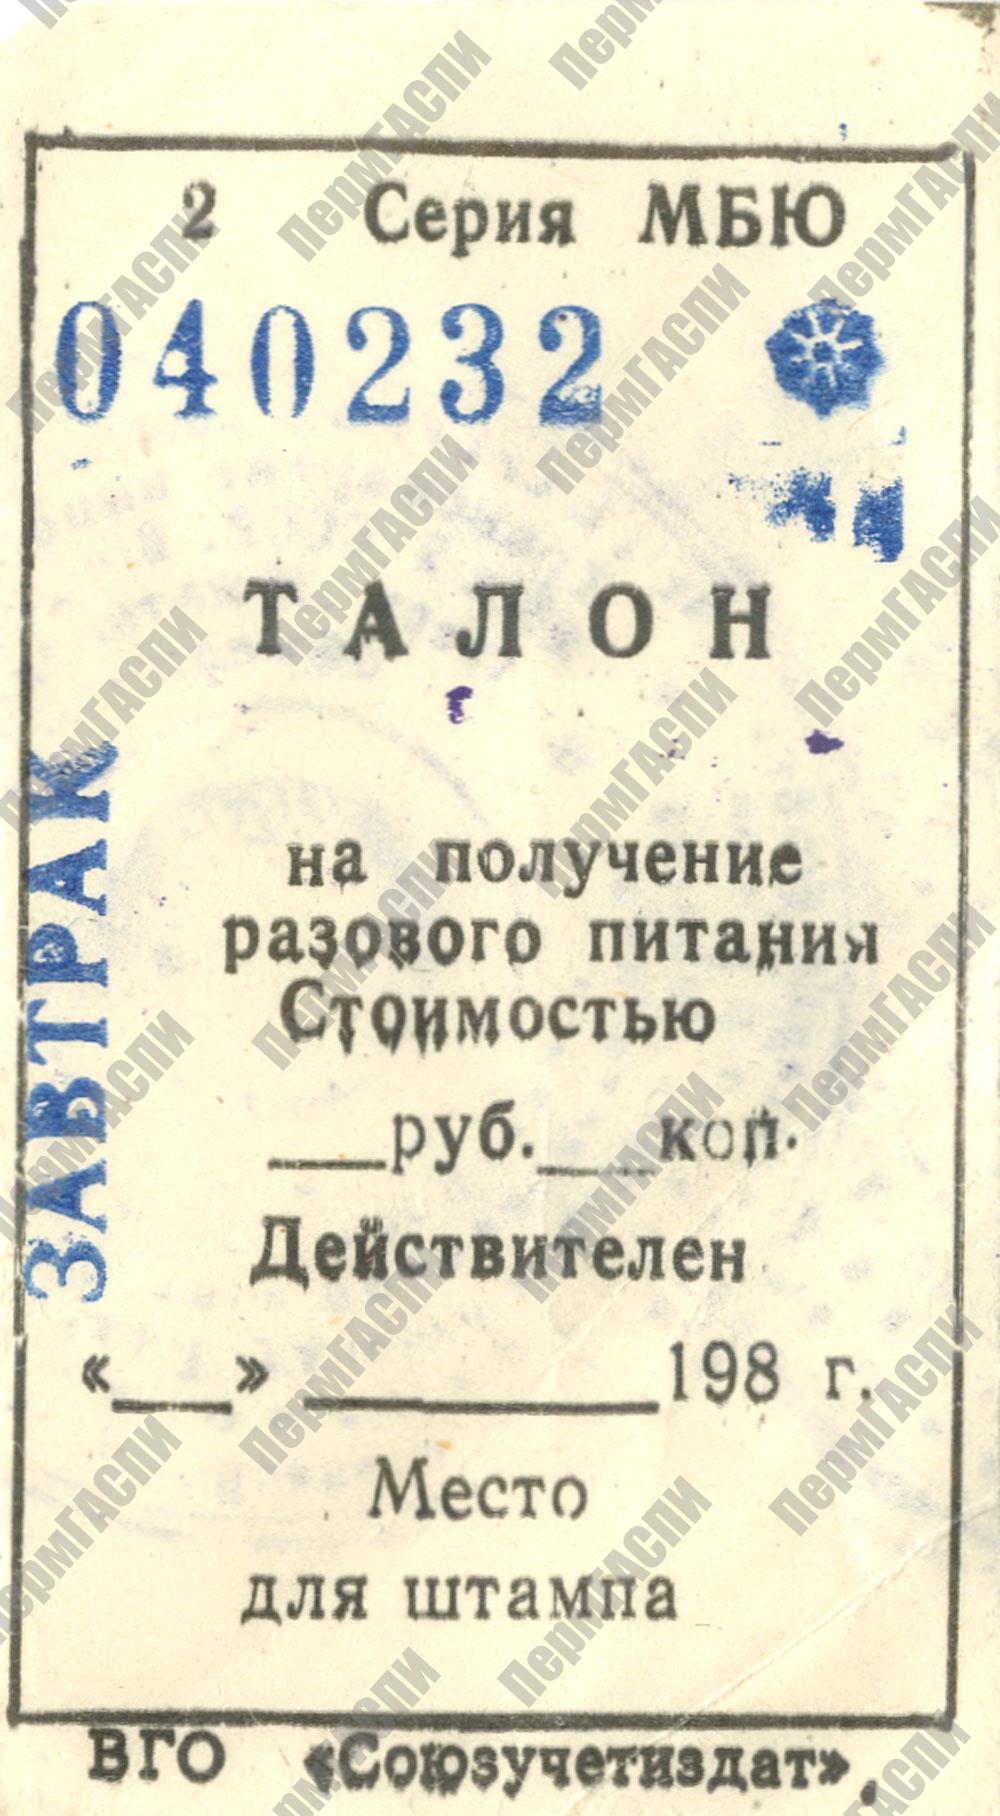 2 Серия МБЮ
040232
ТАЛОН
ЗАВТРАК
на получение
разового питания
Стоимостью
___руб.___коп.
Действителен
«___» _________198 г.
Место
для штампа
ВГО «Союзучетиздат»
ПермГАСПИ